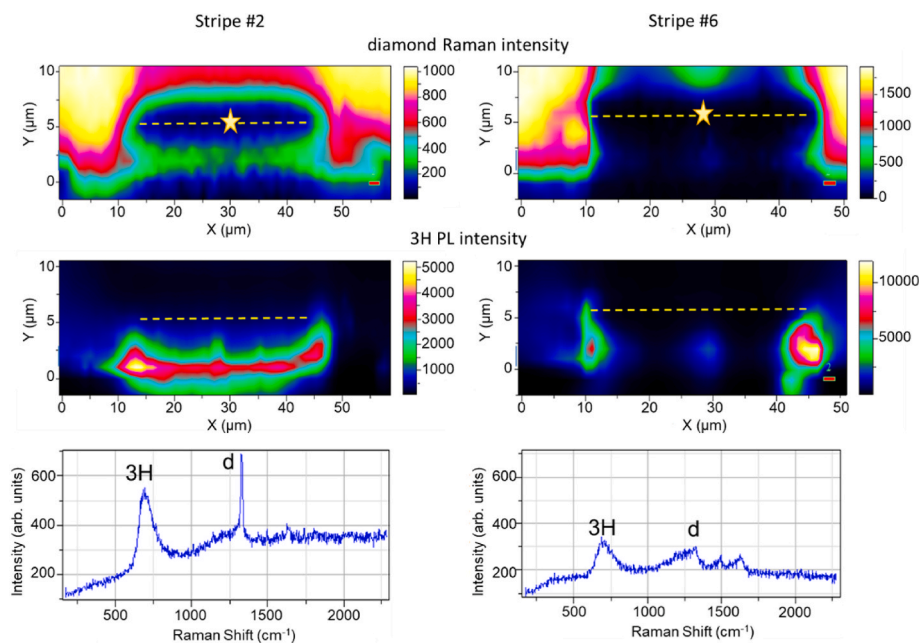 Stripe #2
Stripe #6
diamond Raman intensity
10
5
0
Y (µm)
0 10 20 30 40 50
X (µm)
1000
800
600
400
200
10
5
0
Y (µm)
0 10 20 30 40 50
X (µm)
1500
1000
500
0
3H PL intensity
10
5
0
Y (µm)
0 10 20 30 40 50
X (µm)
5000
4000
3000
2000
1000
10
5
0
Y (µm)
2
0 10 20 30 40 50
X (µm)
10000
5000
600
400
200
Intensity (arb. units)
3H
d
500 1000 1500 2000
Raman Shift (cm⁻¹)
600
400
200
Intensity (arb. units)
3H
d
500 1000 1500 2000
Raman Shift (cm⁻¹)